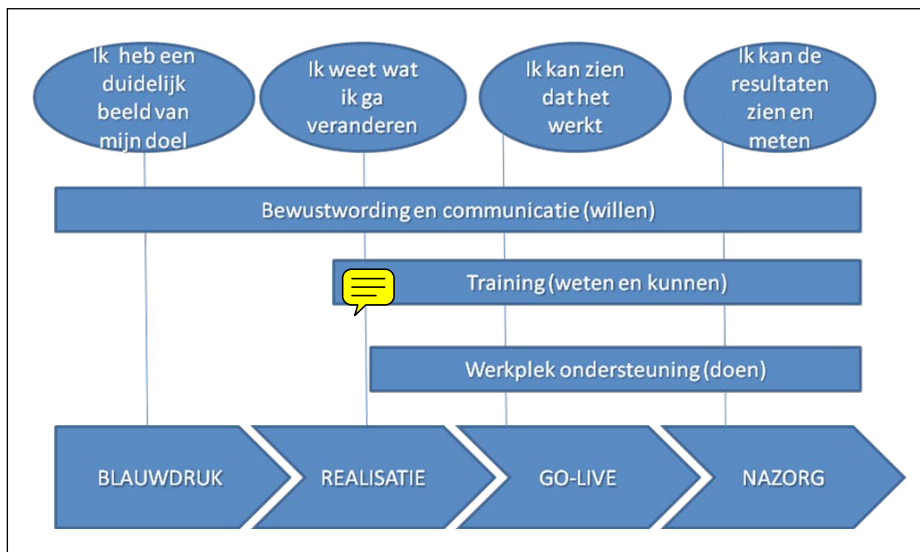 Ik heb een
duidelijk
beeld van
mijn doel
Ik weet wat
ik ga
veranderen
Ik kan zien
dat het
werkt
Ik kan de
resultaten
zien en
meten
Bewustwording en communicatie (willen)
Training (weten en kunnen)
Werkplek ondersteuning (doen)
BLAUWDRUK
REALISATIE
GO-LIVE
NAZORG